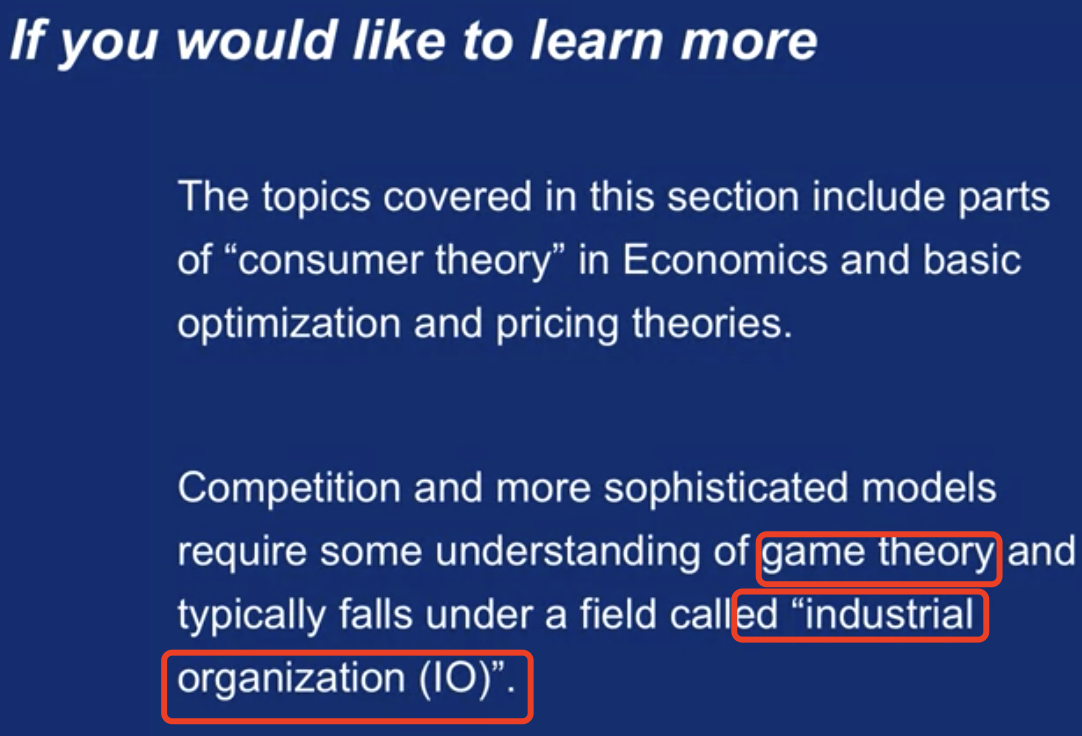 If you would like to learn more
The topics covered in this section include parts
of “consumer theory” in Economics and basic
optimization and pricing theories.
Competition and more sophisticated models
require some understanding of game theory and
typically falls under a field called “industrial
organization (IO)”.